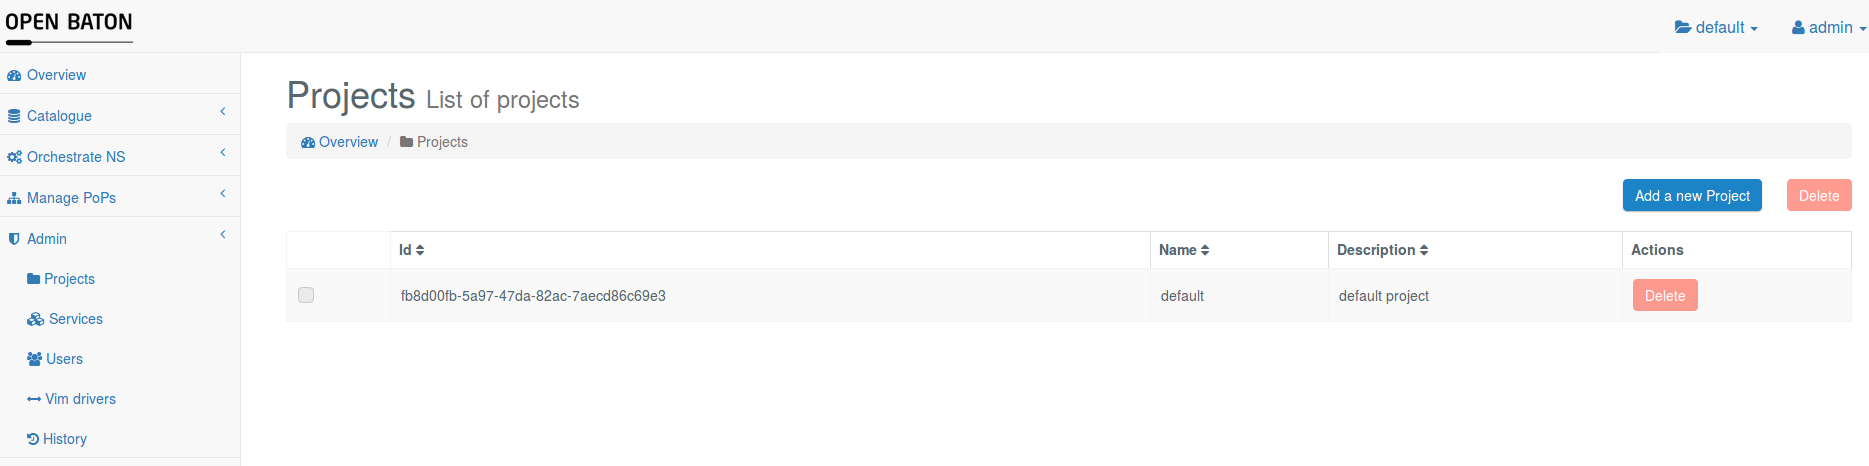 OPEN BATON
default
admin
Overview
Catalogue
Orchestrate NS
Manage PoPs
Admin
Projects
Services
Users
Vim drivers
History
Projects List of projects
Overview / Projects
Add a new Project Delete
Id Name Description Actions
fb8d00fb-5a97-47da-82ac-7aecd86c69e3 default default project Delete